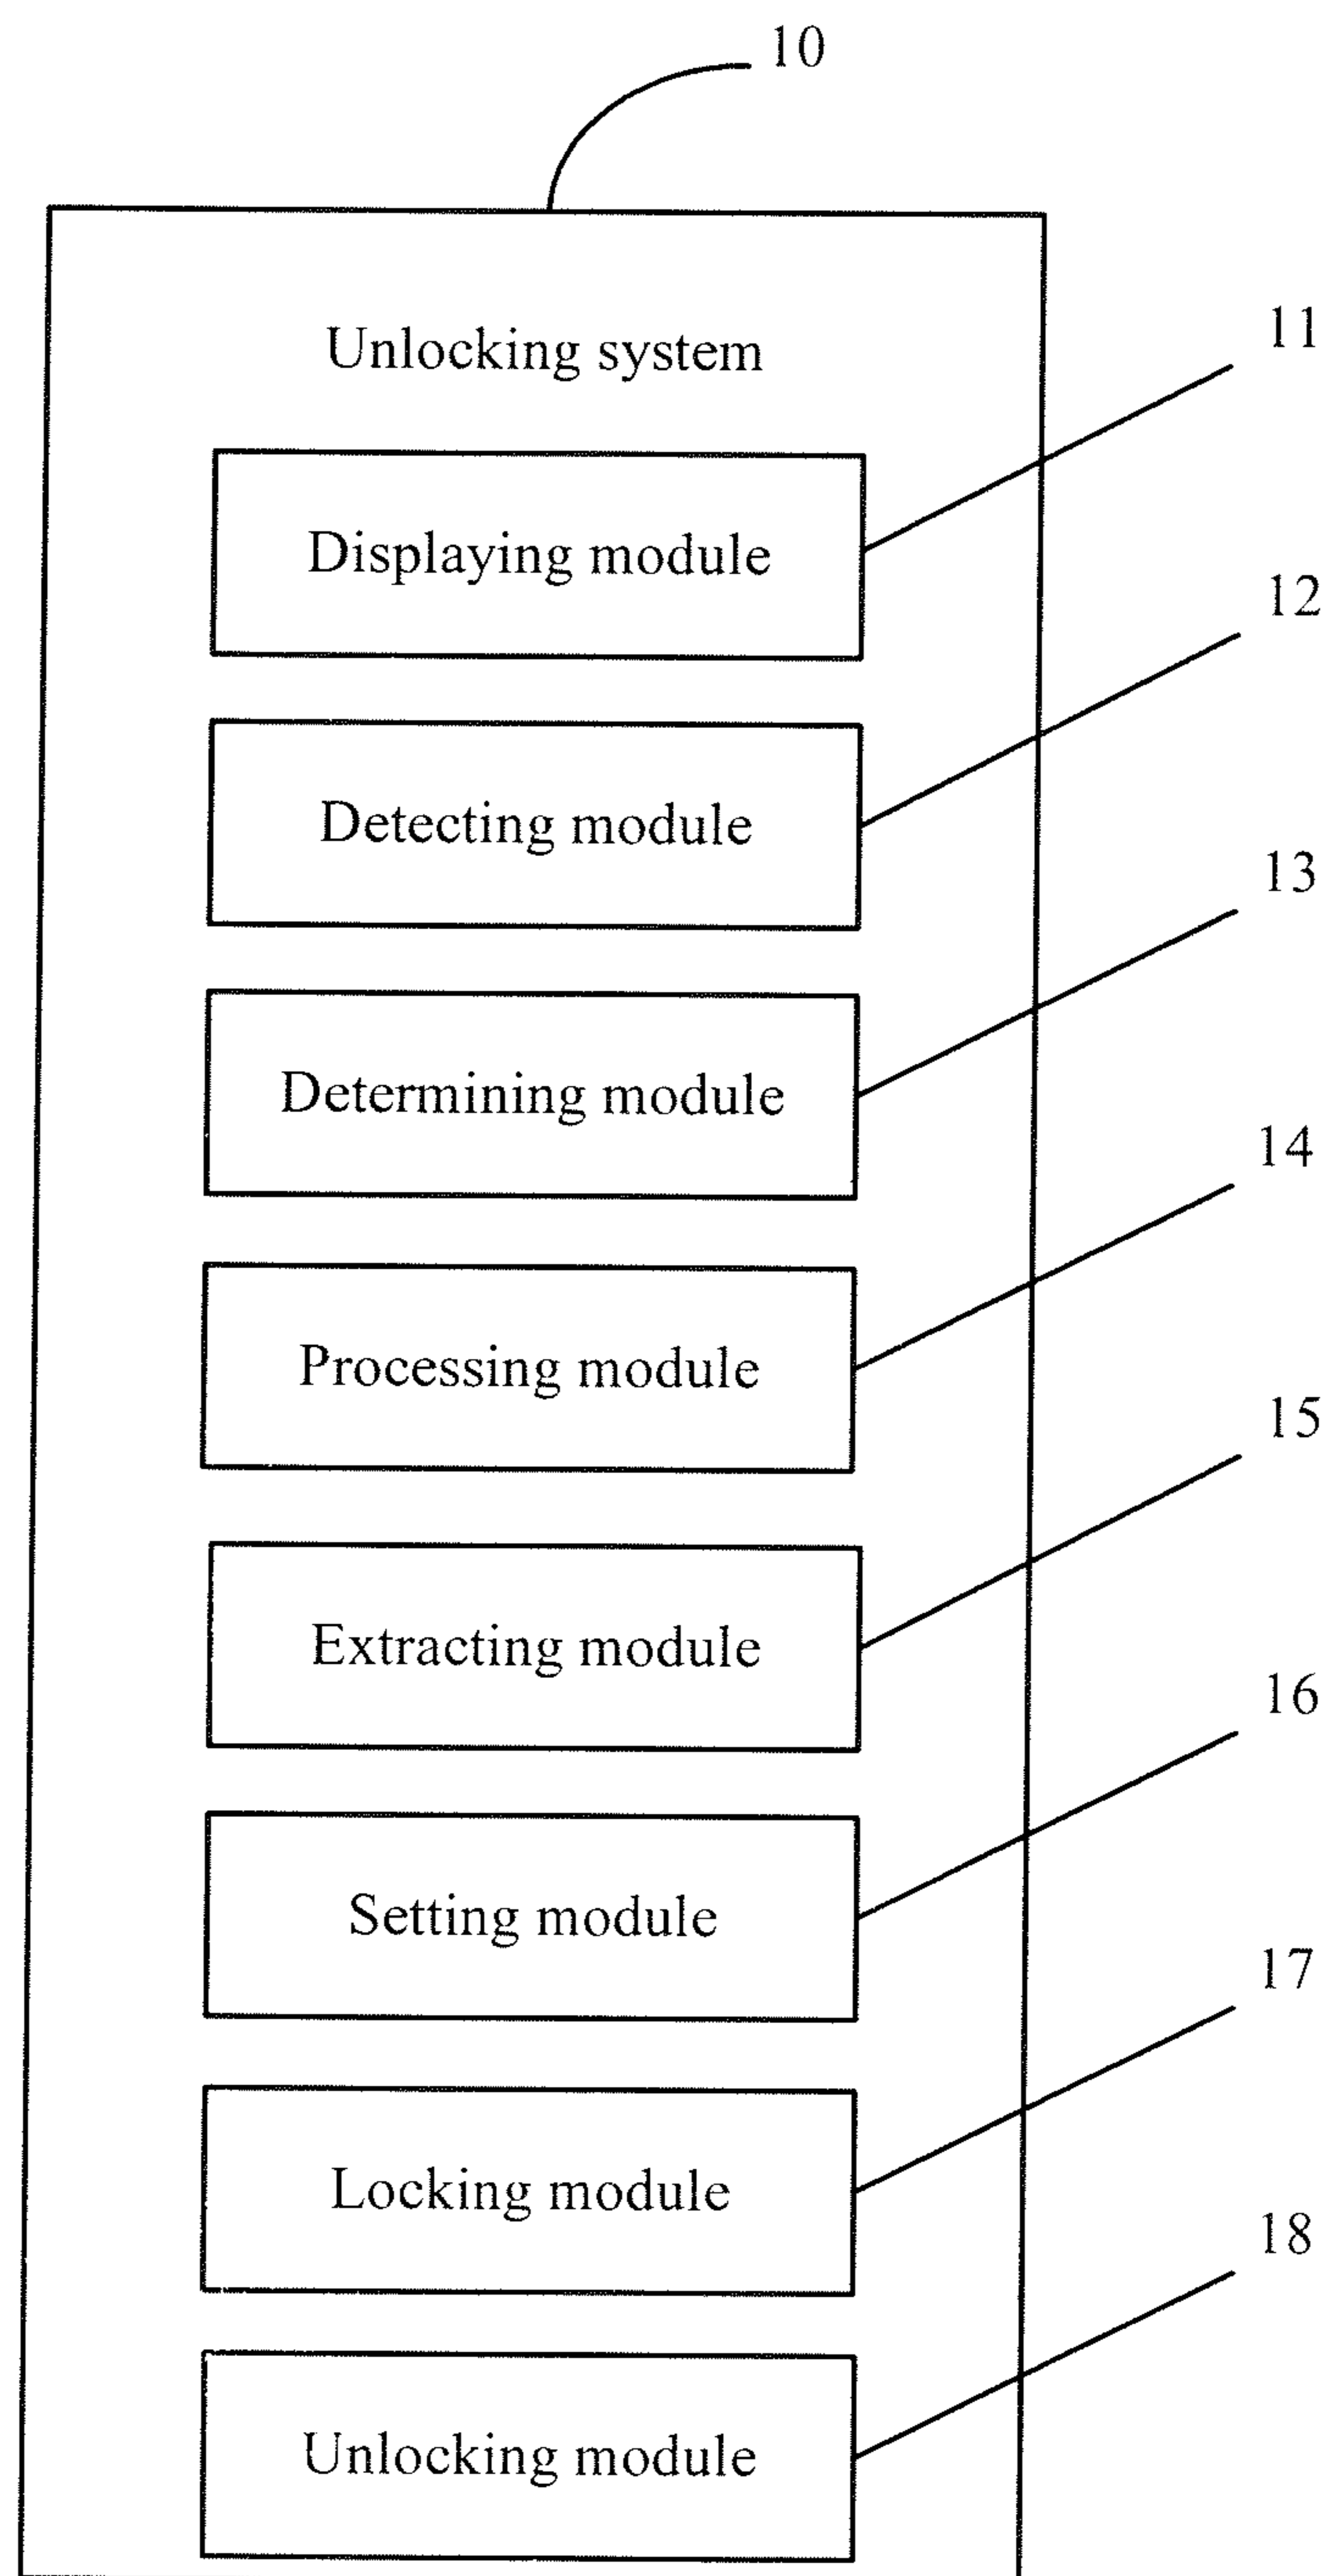 10
Unlocking system
11
Displaying module
12
Detecting module
13
Determining module
14
Processing module
15
Extracting module
16
Setting module
17
Locking module
18
Unlocking module